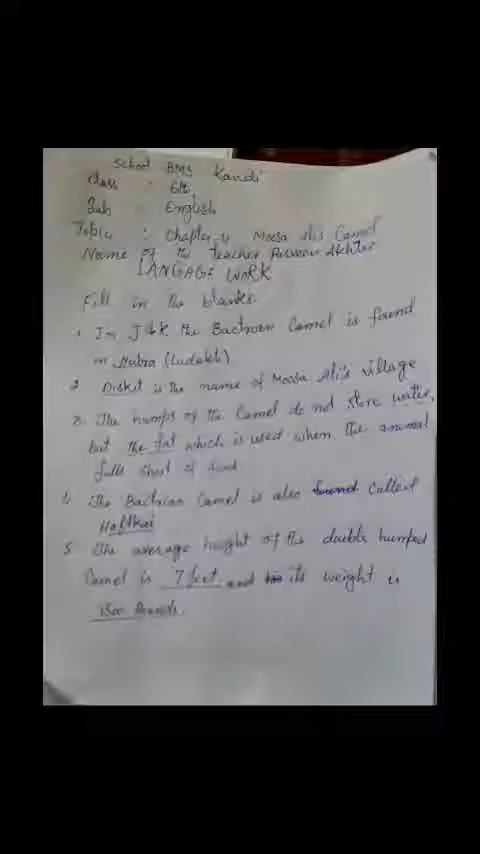 School BMS Kandi
Class : 6th
Sub : English
Topic : Chapter 4 Moosa Ali's Camel
Name of the teacher Akhter
LANGAGE WORK
Fill in the blanks
1. In J&K the Bactrian Camel is found
in Nubra (Ladakh)
2. Diskit is the name of Moosa Ali's village
3. The humps of the Camel do not store water,
but the fat which is used when the animal
falls short of food
4. The Bactrian Camel is also called
5. The average height of the double humped
Camel is 7 feet and its weight is
1500 Pounds.